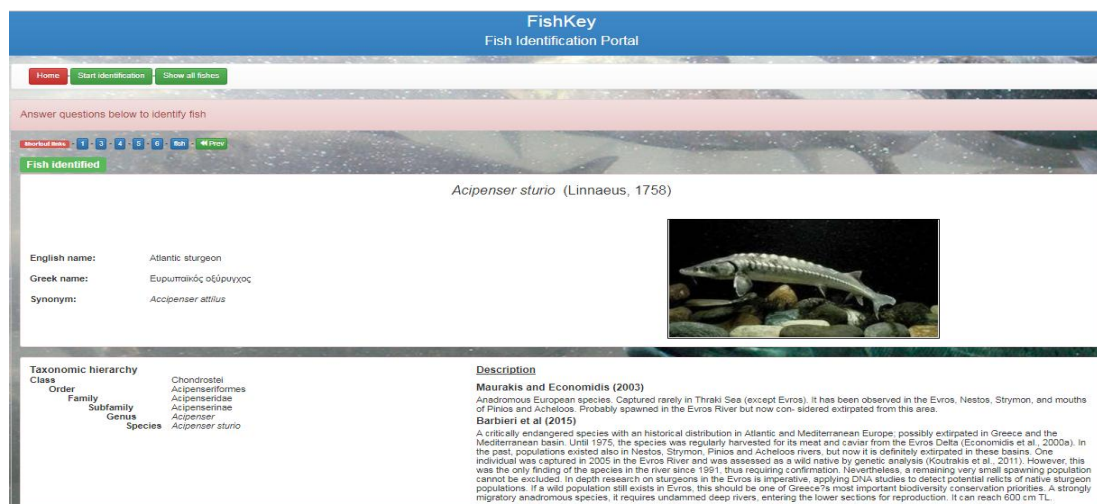 FishKey
Fish Identification Portal
Home Start identification Show all fishes
Answer questions below to identify fish
Shortcut links - 1 - 3 - 4 - 5 - 6 - fish - Prev
Fish identified
Acipenser sturio (Linnaeus, 1758)
English name: Atlantic sturgeon
Greek name: Ευρωπαϊκός οξύρυγχος
Synonym: Accipenser attilus
Taxonomic hierarchy
Class Chondrostei
Order Acipenseriformes
Family Acipenseridae
Subfamily Acipenserinae
Genus Acipenser
Species Acipenser sturio
Description
Maurakis and Economidis (2003)
Anadromous European species. Captured rarely in Thraki Sea (except Evros). It has been observed in the Evros, Nestos, Strymon, and mouths
of Pinios and Acheloos. Probably spawned in the Evros River but now con- sidered extirpated from this area.
Barbieri et al (2015)
A critically endangered species with an historical distribution in Atlantic and Mediterranean Europe; possibly extirpated in Greece and the
Mediterranean basin. Until 1975, the species was regularly harvested for its meat and caviar from the Evros Delta (Economidis et al., 2000a). In
the past, populations existed also in Nestos, Strymon, Pinios and Acheloos rivers, but now it is definitely extirpated in these basins. One
individual was captured in 2005 in the Evros River and was assessed as a wild native by genetic analysis (Koutrakis et al., 2011). However, this
was the only finding of the species in the river since 1991, thus requiring confirmation. Nevertheless, a remaining very small spawning population
cannot be excluded. In depth research on sturgeons in the Evros is imperative, applying DNA studies to detect potential relicts of native sturgeon
populations. If a wild population still exists in Evros, this should be one of Greece?s most important biodiversity conservation priorities. A strongly
migratory anadromous species, it requires undammed deep rivers, entering the lower sections for reproduction. It can reach 600 cm TL.